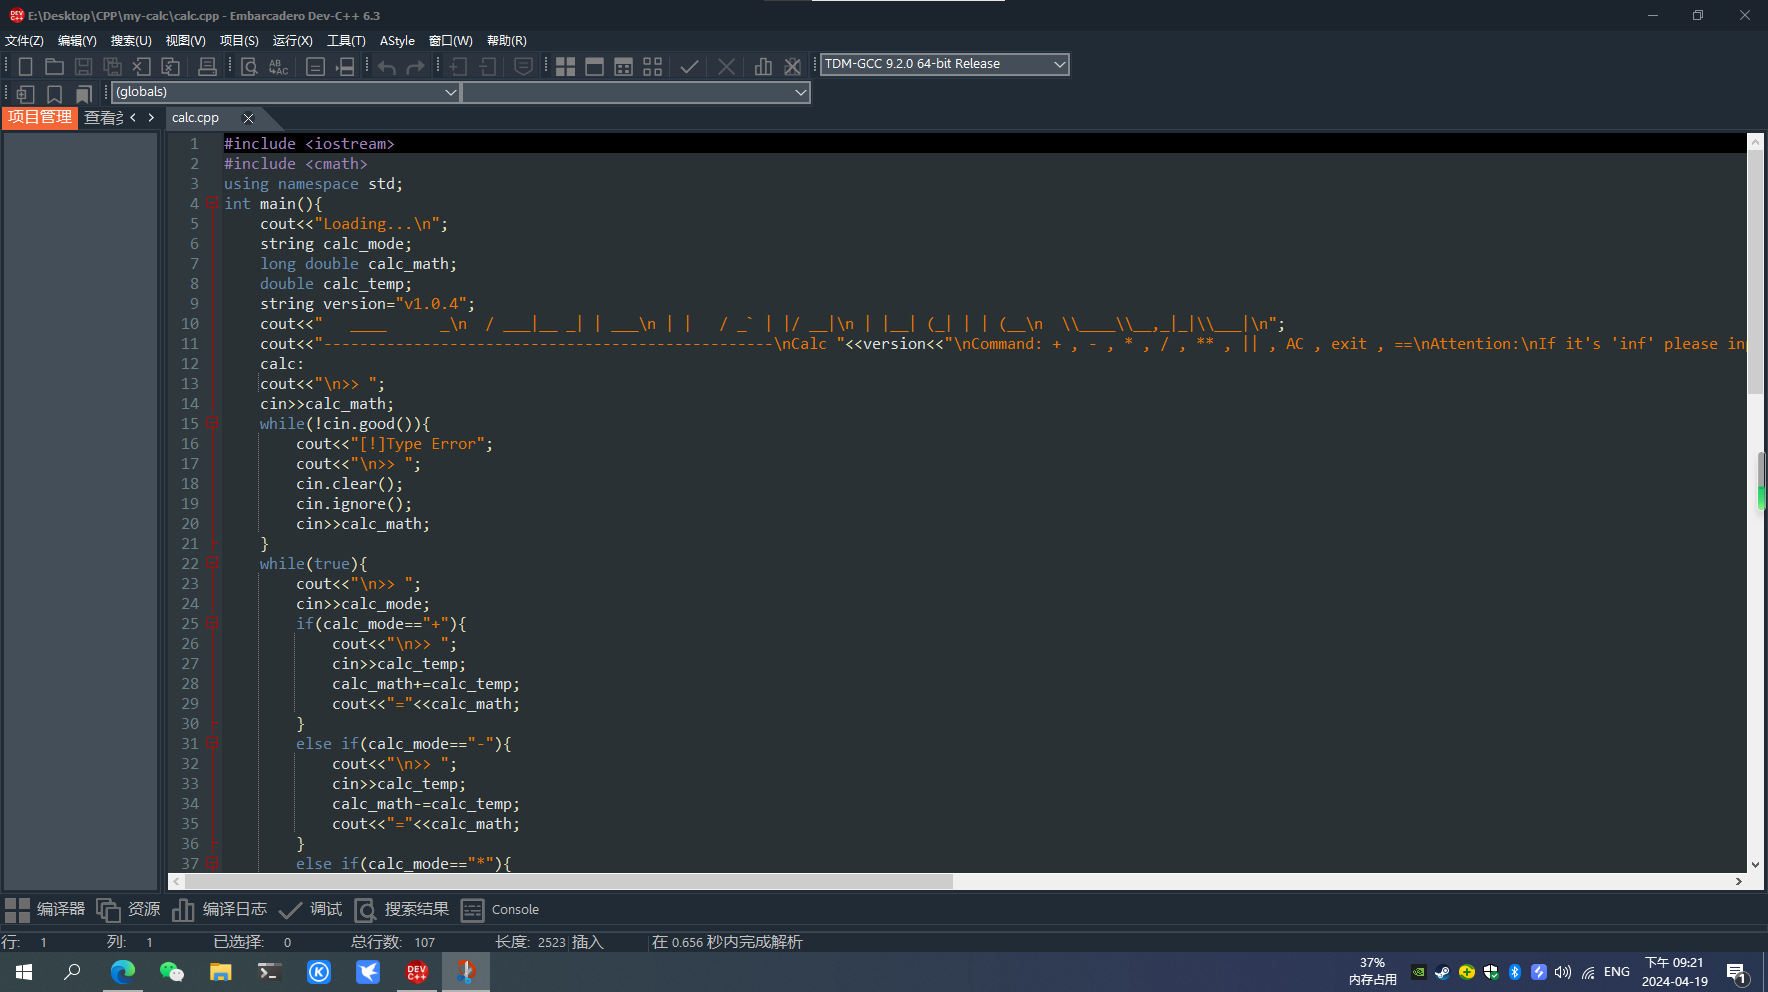 E:\Desktop\CPP\my-calc\calc.cpp - Embarcadero Dev-C++ 6.3
文件(Z) 编辑(Y) 搜索(U) 视图(V) 项目(S) 运行(X) 工具(T) AStyle 窗口(W) 帮助(R)
TDM-GCC 9.2.0 64-bit Release
(globals)
项目管理 查看 calc.cpp
1 #include <iostream>
2 #include <cmath>
3 using namespace std;
4 int main(){
5 cout<<"Loading...\n";
6 string calc_mode;
7 long double calc_math;
8 double calc_temp;
9 string version="v1.0.4";
10 cout<<"   ____      _\n  / ___|__ _| | ___\n | |   / _` | |/ __|\n | |__| (_| | | (__\n  \\____\\__,_|_|\\___|\n";
11 cout<<"--------------------------------------------------\nCalc "<<version<<"\nCommand: + , - , * , / , ** , || , AC , exit , ==\nAttention:\nIf it's 'inf' please in
12 calc:
13 cout<<"\n>> ";
14 cin>>calc_math;
15 while(!cin.good()){
16 cout<<"[!]Type Error";
17 cout<<"\n>> ";
18 cin.clear();
19 cin.ignore();
20 cin>>calc_math;
21 }
22 while(true){
23 cout<<"\n>> ";
24 cin>>calc_mode;
25 if(calc_mode=="+"){
26 cout<<"\n>> ";
27 cin>>calc_temp;
28 calc_math+=calc_temp;
29 cout<<"="<<calc_math;
30 }
31 else if(calc_mode=="-"){
32 cout<<"\n>> ";
33 cin>>calc_temp;
34 calc_math-=calc_temp;
35 cout<<"="<<calc_math;
36 }
37 else if(calc_mode=="*"){
编译器 资源 编译日志 调试 搜索结果 Console
行: 1 列: 1 已选择: 0 总行数: 107 长度: 2523 插入 在 0.656 秒内完成解析
37%
内存占用
ENG
下午 09:21
2024-04-19
1